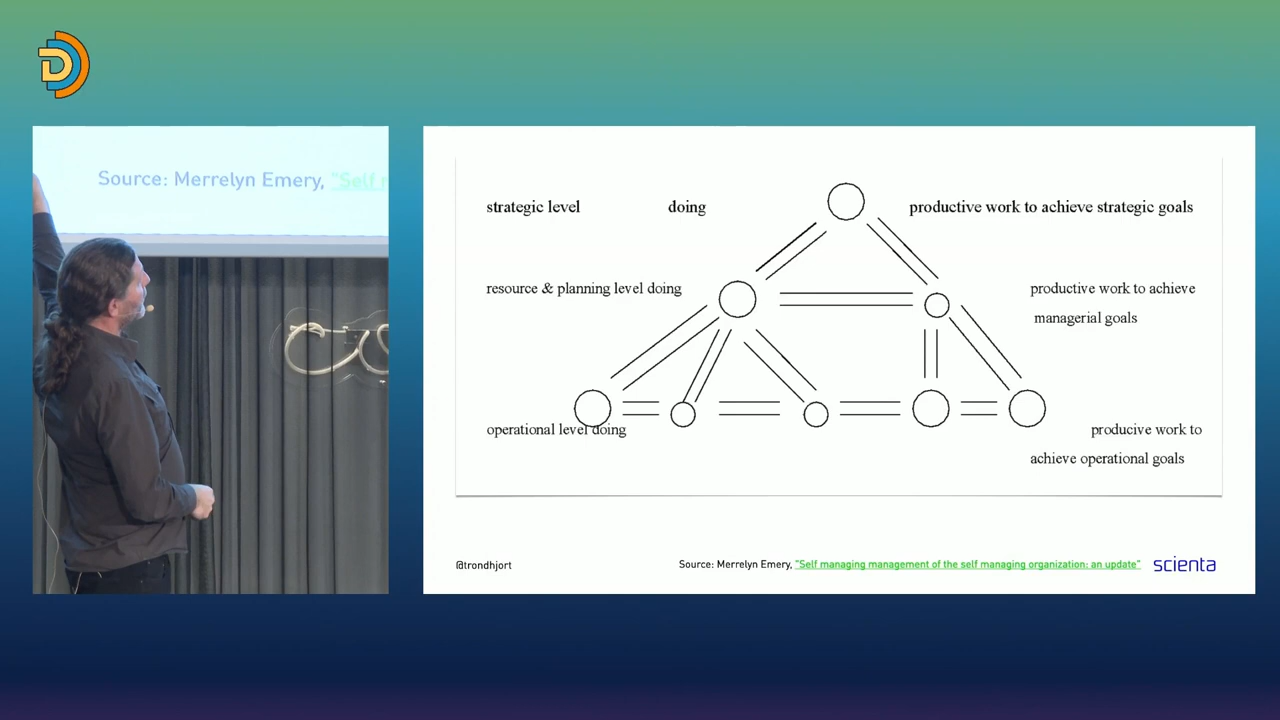 D
Source: Merrelyn Emery, "Self
strategic level doing productive work to achieve strategic goals
resource & planning level doing productive work to achieve
managerial goals
operational level doing producive work to
achieve operational goals
@trondhjort Source: Merrelyn Emery, "Self managing management of the self managing organization: an update" scienta